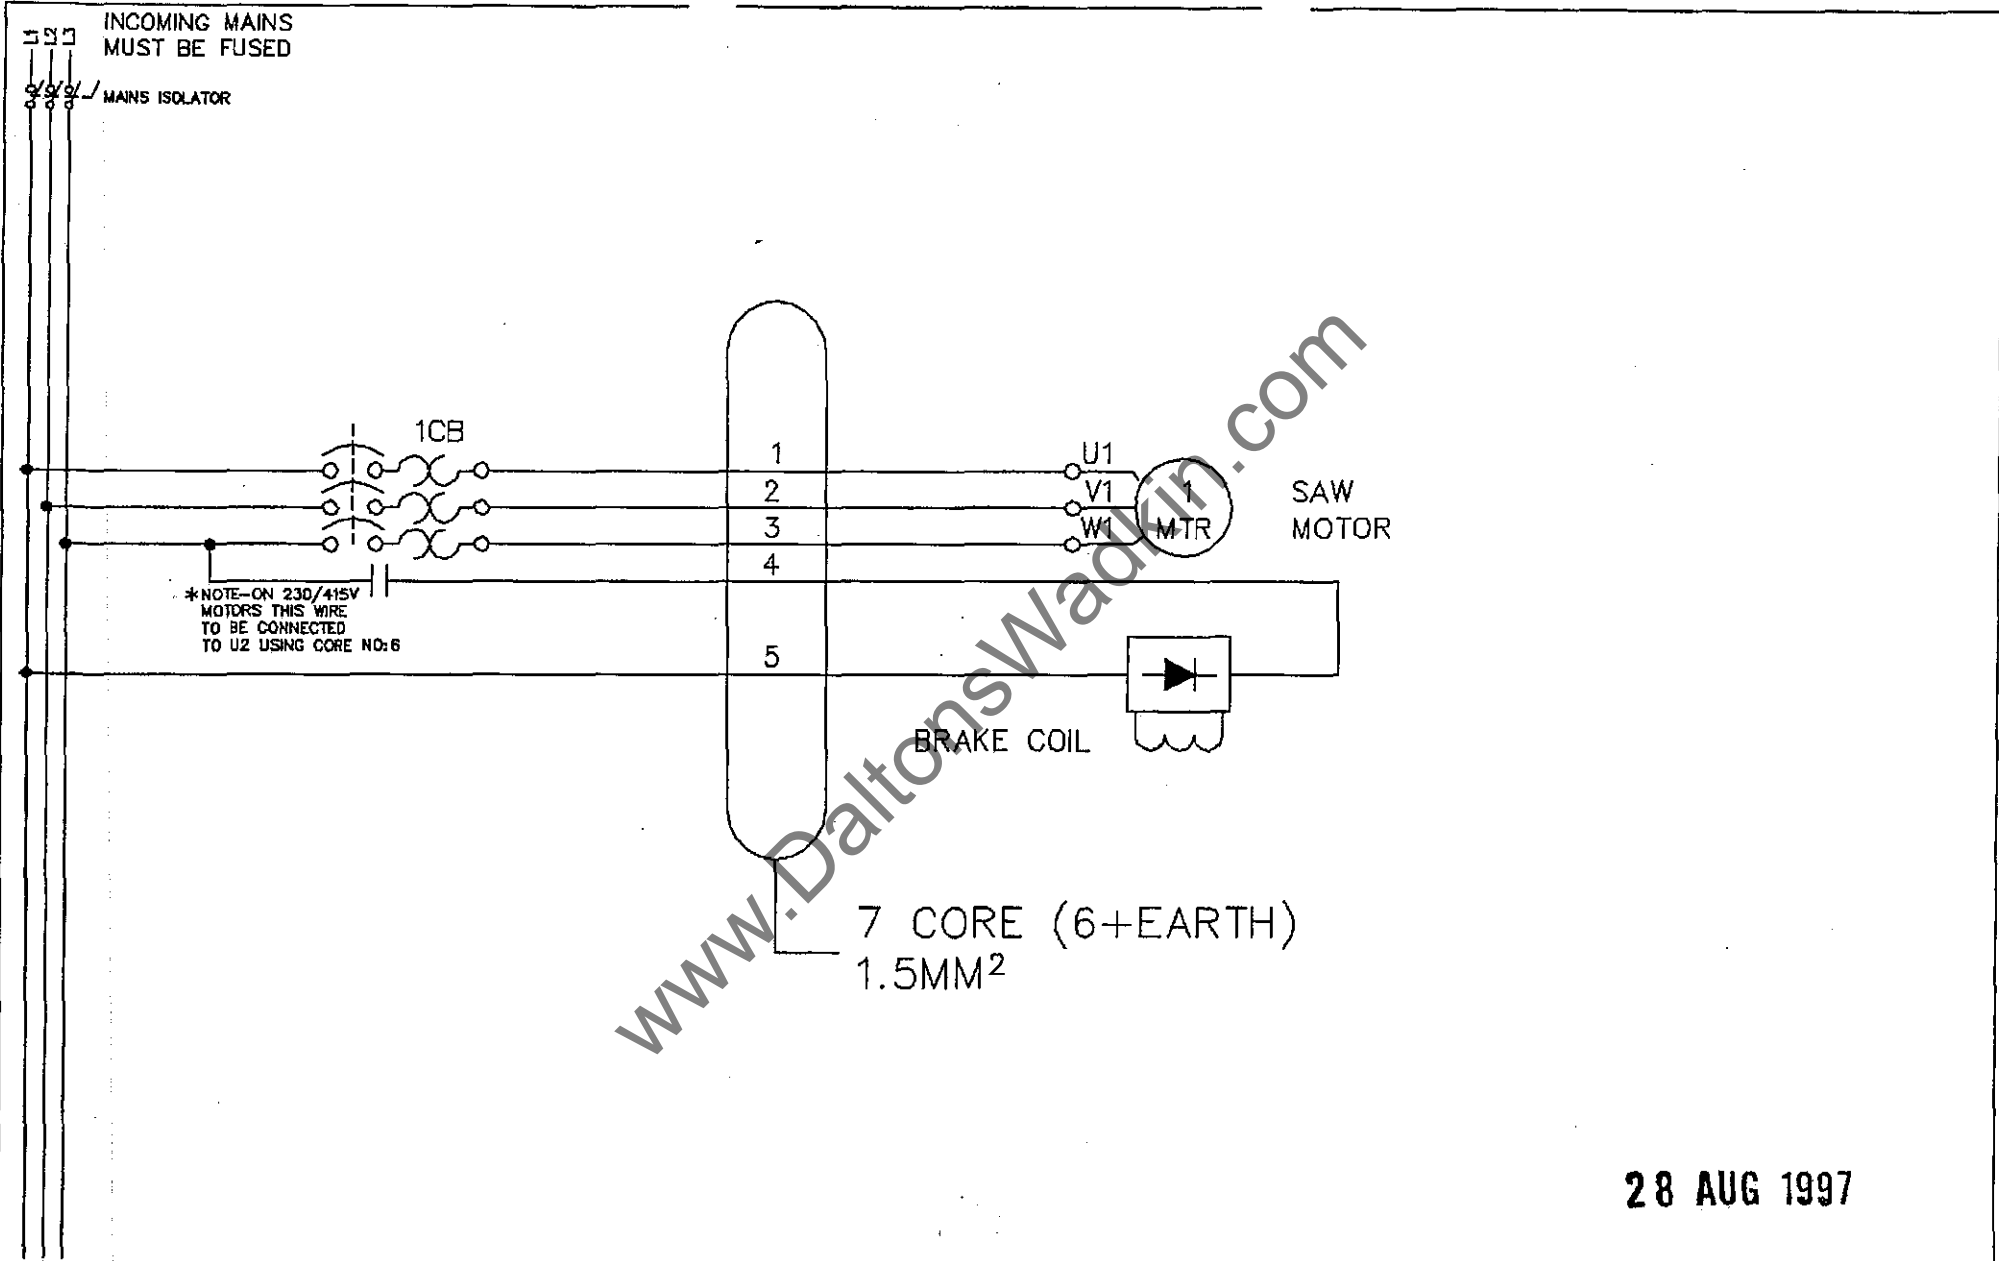 L1 L2 L3
INCOMING MAINS
MUST BE FUSED
MAINS ISOLATOR
1CB
1
2
3
4
5
U1
V1
W1
1
MTR
SAW
MOTOR
*NOTE-ON 230/415V
MOTORS THIS WIRE
TO BE CONNECTED
TO U2 USING CORE NO:6
BRAKE COIL
7 CORE (6+EARTH)
1.5MM²
www.DaltonsWadkin.com
28 AUG 1997